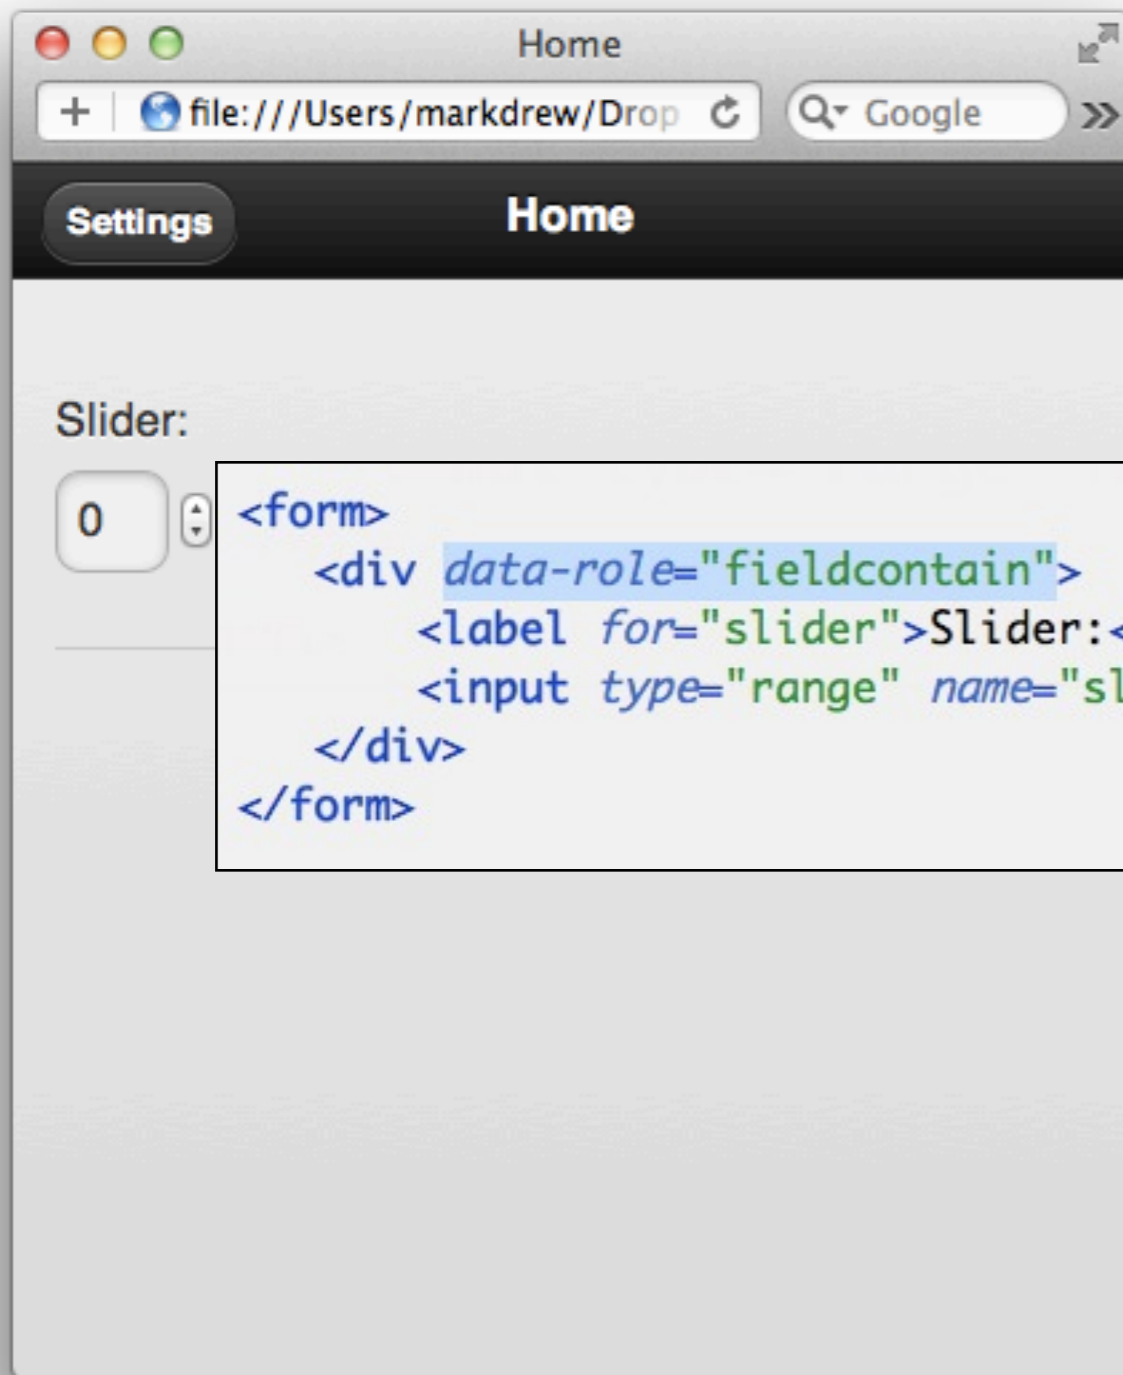 Home
+ file:///Users/markdrew/Drop Google »
Settings Home
Slider:
0
<form>
<div data-role="fieldcontain">
<label for="slider">Slider:<
<input type="range" name="sl
</div>
</form>